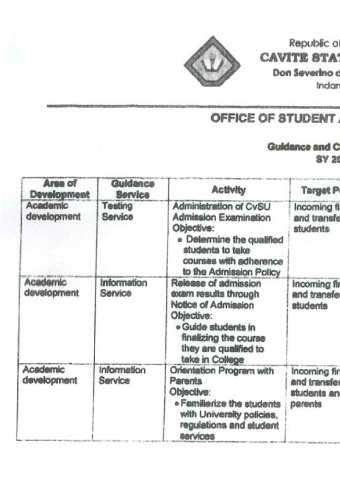 Republic of
CAVITE STAT
Don Severino d
Indan
OFFICE OF STUDENT A
Guidance and C
SY 20
Area of Development
Guidance Service
Activity
Target P
Academic development
Testing Service
Administration of CvSU
Admission Examination
Objective:
• Determine the qualified
students to take
courses with adherence
to the Admission Policy
Incoming fi
and transfe
students
Academic development
Information Service
Release of admission
exam results through
Notice of Admission
Objective:
• Guide students in
finalizing the course
they are qualified to
take in College
Incoming fir
and transfe
students
Academic development
Information Service
Orientation Program with
Parents
Objective:
• Familiarize the students
with University policies,
regulations and student
services
Incoming fir
and transfe
students an
parents